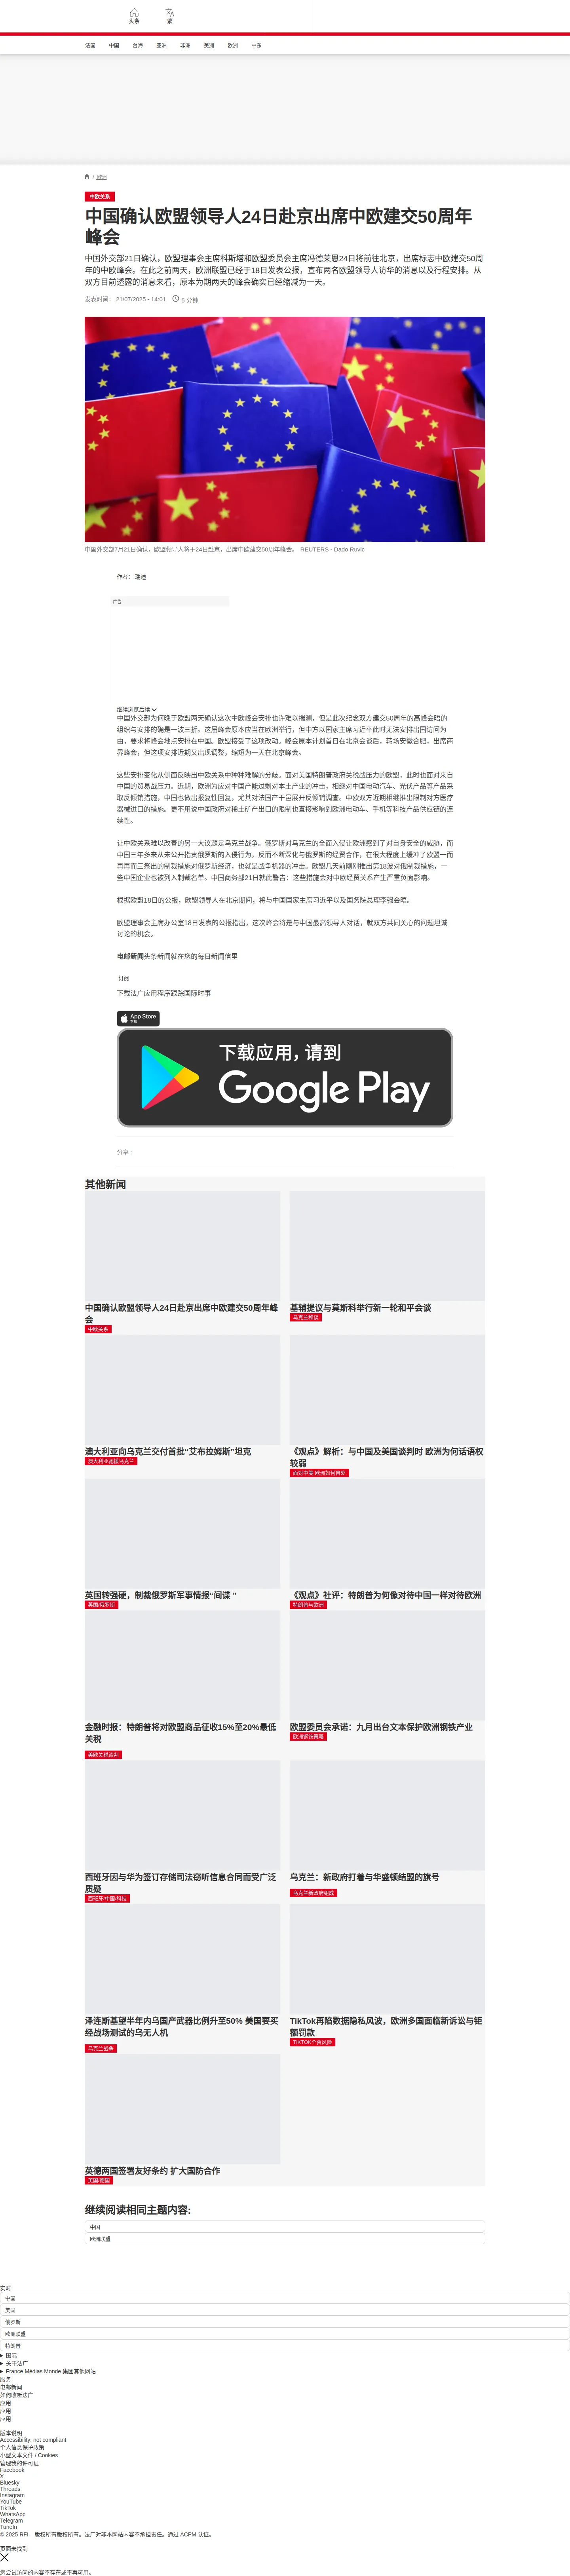 头条
繁
法国
中国
台海
亚洲
非洲
美洲
欧洲
中东
/ 欧洲
中欧关系
中国确认欧盟领导人24日赴京出席中欧建交50周年
峰会
中国外交部21日确认，欧盟理事会主席科斯塔和欧盟委员会主席冯德莱恩24日将前往北京，出席标志中欧建交50周
年的中欧峰会。在此之前两天，欧洲联盟已经于18日发表公报，宣布两名欧盟领导人访华的消息以及行程安排。从
双方目前透露的消息来看，原本为期两天的峰会确实已经缩减为一天。
发表时间： 21/07/2025 - 14:01
5 分钟
中国外交部7月21日确认，欧盟领导人将于24日赴京，出席中欧建交50周年峰会。 REUTERS - Dado Ruvic
作者： 瑞迪
广告
继续浏览后续
中国外交部为何晚于欧盟两天确认这次中欧峰会安排也许难以揣测，但是此次纪念双方建交50周年的高峰会晤的
组织与安排的确是一波三折。这届峰会原本应当在欧洲举行，但中方以国家主席习近平此时无法安排出国访问为
由，要求将峰会地点安排在中国。欧盟接受了这项改动。峰会原本计划首日在北京会谈后，转场安徽合肥，出席商
界峰会，但这项安排近期又出现调整，缩短为一天在北京峰会。
这些安排变化从侧面反映出中欧关系中种种难解的分歧。面对美国特朗普政府关税战压力的欧盟，此时也面对来自
中国的贸易战压力。近期，欧洲为应对中国产能过剩对本土产业的冲击，相继对中国电动汽车、光伏产品等产品采
取反倾销措施，中国也做出报复性回复，尤其对法国产干邑展开反倾销调查。中欧双方近期相继推出限制对方医疗
器械进口的措施。更不用说中国政府对稀土矿产出口的限制也直接影响到欧洲电动车、手机等科技产品供应链的连
续性。
让中欧关系难以改善的另一大议题是乌克兰战争。俄罗斯对乌克兰的全面入侵让欧洲感到了对自身安全的威胁，而
中国三年多来从未公开指责俄罗斯的入侵行为，反而不断深化与俄罗斯的经贸合作，在很大程度上缓冲了欧盟一而
再再而三祭出的制裁措施对俄罗斯经济，也就是战争机器的冲击。欧盟几天前刚刚推出第18波对俄制裁措施，一
些中国企业也被列入制裁名单。中国商务部21日就此警告：这些措施会对中欧经贸关系产生严重负面影响。
根据欧盟18日的公报，欧盟领导人在北京期间，将与中国国家主席习近平以及国务院总理李强会晤。
欧盟理事会主席办公室18日发表的公报指出，这次峰会将是与中国最高领导人对话，就双方共同关心的问题坦诚
讨论的机会。
电邮新闻头条新闻就在您的每日新闻信里
订阅
下载法广应用程序跟踪国际时事
App Store
下载
下载应用，请到
Google Play
分享 :
其他新闻
中国确认欧盟领导人24日赴京出席中欧建交50周年峰
会
中欧关系
基辅提议与莫斯科举行新一轮和平会谈
乌克兰和谈
澳大利亚向乌克兰交付首批“艾布拉姆斯”坦克
澳大利亚驰援乌克兰
《观点》解析：与中国及美国谈判时 欧洲为何话语权
较弱
面对中美 欧洲如何自处
英国转强硬，制裁俄罗斯军事情报“间谍 ”
英国/俄罗斯
《观点》社评：特朗普为何像对待中国一样对待欧洲
特朗普与欧洲
金融时报：特朗普将对欧盟商品征收15%至20%最低
关税
美欧关税谈判
欧盟委员会承诺：九月出台文本保护欧洲钢铁产业
欧洲钢铁策略
西班牙因与华为签订存储司法窃听信息合同而受广泛
质疑
西班牙/中国/科技
乌克兰：新政府打着与华盛顿结盟的旗号
乌克兰新政府组成
泽连斯基望半年内乌国产武器比例升至50% 美国要买
经战场测试的乌无人机
乌克兰战争
TikTok再陷数据隐私风波，欧洲多国面临新诉讼与钜
额罚款
TIKTOK个资风险
英德两国签署友好条约 扩大国防合作
英国/德国
继续阅读相同主题内容:
中国
欧洲联盟
实时
中国
美国
俄罗斯
欧洲联盟
特朗普
国际
关于法广
France Médias Monde 集团其他网站
服务
电邮新闻
如何收听法广
应用
应用
应用
版本说明
Accessibility: not compliant
个人信息保护政策
小型文本文件 / Cookies
管理我的许可证
Facebook
X
Bluesky
Threads
Instagram
YouTube
TikTok
WhatsApp
Telegram
TuneIn
© 2025 RFI – 版权所有版权所有。法广对非本网站内容不承担责任。通过 ACPM 认证。
页面未找到
您尝试访问的内容不存在或不再可用。